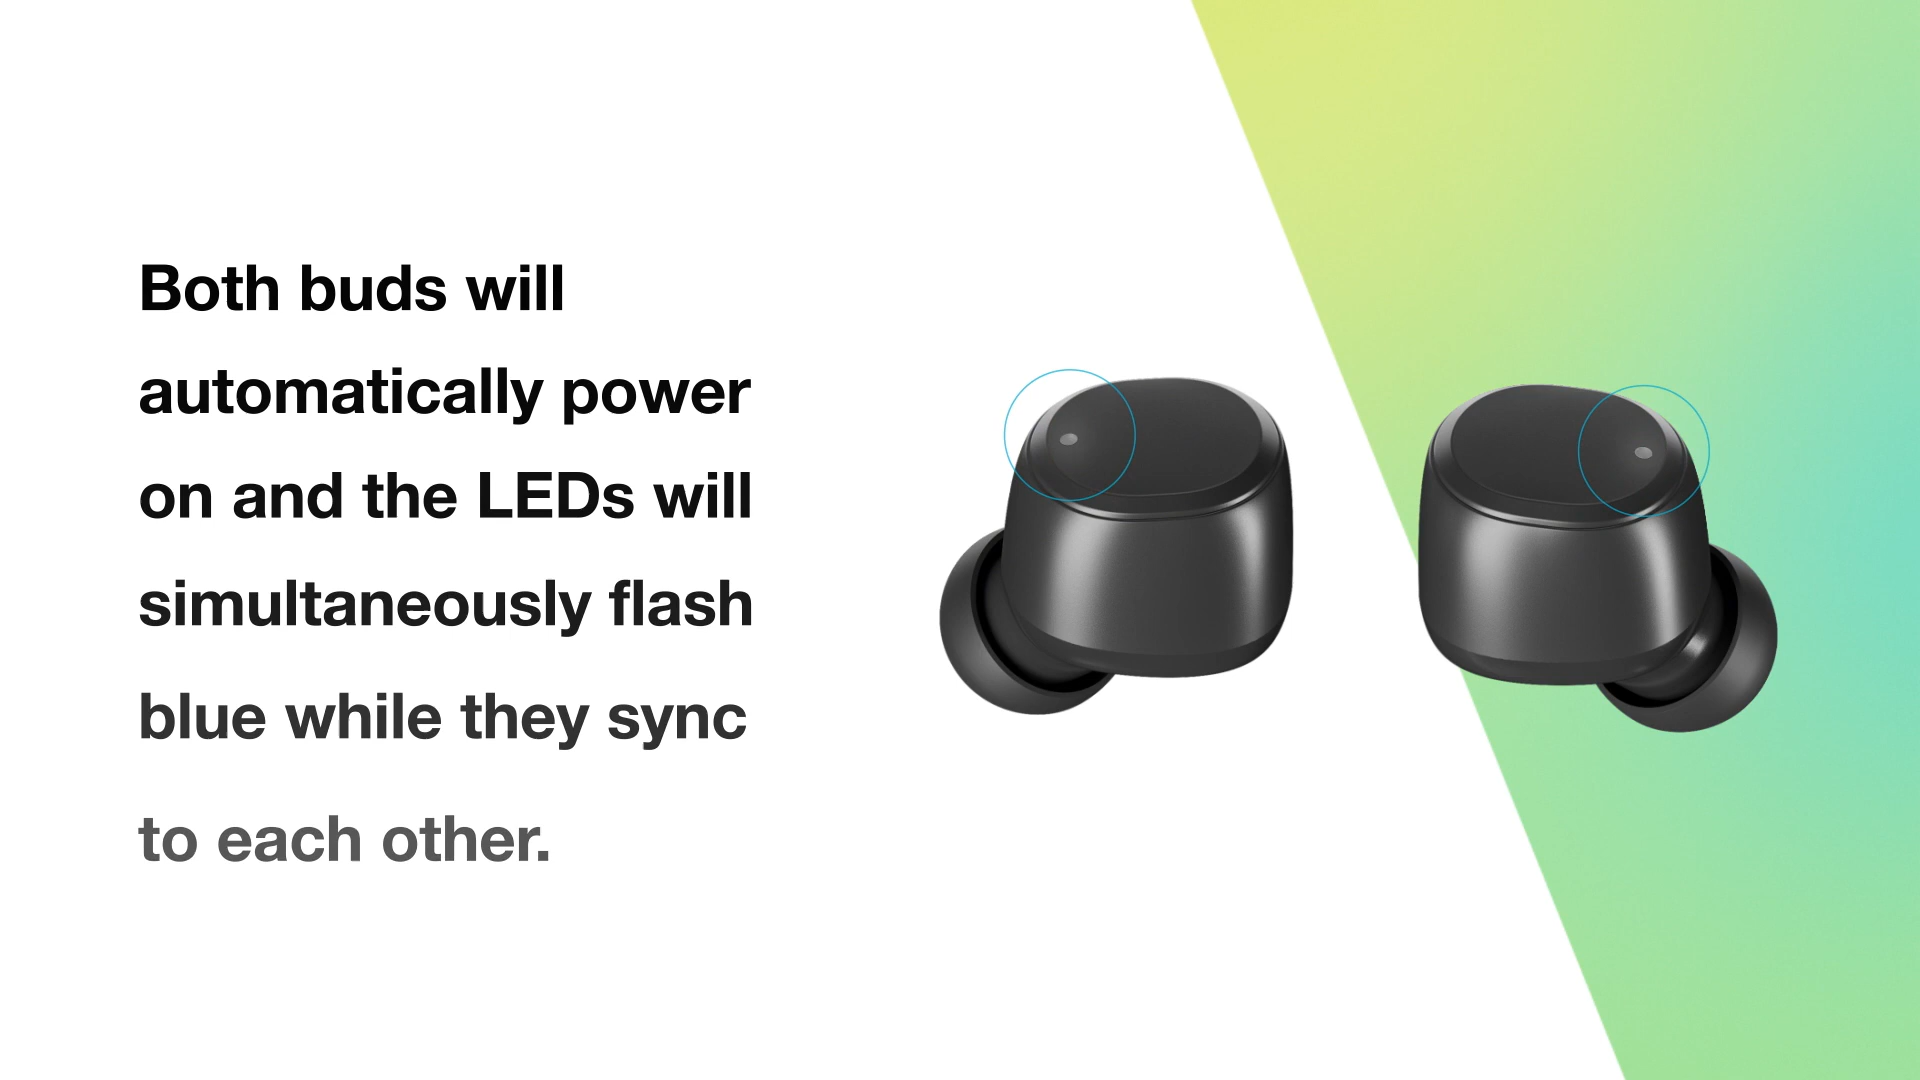 Both buds will
automatically power
on and the LEDs will
simultaneously flash
blue while they sync
to each other.